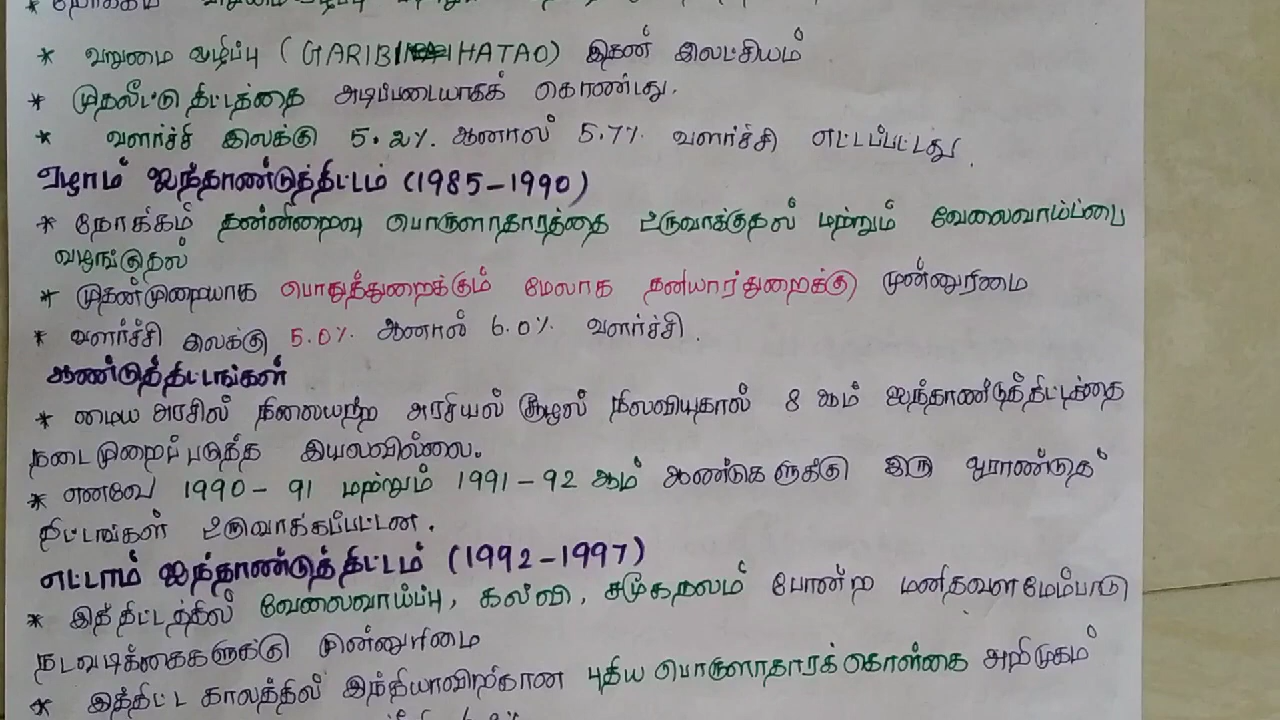 * நோக்கம்
* வறுமை ஒழிப்பு (GARIBI HATAO) இதன் இலட்சியம்
* முதலீட்டு திட்டத்தை அடிப்படையாகக் கொண்டது.
* வளர்ச்சி இலக்கு 5.2% ஆனால் 5.7% வளர்ச்சி எட்டப்பட்டது.
ஏழாம் ஐந்தாண்டுத்திட்டம் (1985-1990)
* நோக்கம் தன்னிறைவு பொருளாதாரத்தை உருவாக்குதல் மற்றும் வேலைவாய்ப்பை
வழங்குதல்
* முதன்முறையாக பொதுத்துறைக்கும் மேலாக தனியார்துறைக்கு முன்னுரிமை
* வளர்ச்சி இலக்கு 5.0% ஆனால் 6.0% வளர்ச்சி.
ஆண்டுத்திட்டங்கள்
* மைய அரசில் நிலையற்ற அரசியல் சூழல் நிலவியதால் 8 ஆம் ஐந்தாண்டுத்திட்டத்தை
நடைமுறைப்படுத்த இயலவில்லை.
* எனவே 1990-91 மற்றும் 1991-92 ஆம் ஆண்டுகளுக்கு இரு ஓராண்டுத்
திட்டங்கள் உருவாக்கப்பட்டன.
எட்டாம் ஐந்தாண்டுத்திட்டம் (1992-1997)
* இத்திட்டத்தில் வேலைவாய்ப்பு, கல்வி, சமூகநலம் போன்ற மனிதவள மேம்பாடு
நடவடிக்கைகளுக்கு முன்னுரிமை
* இத்திட்ட காலத்தில் இந்தியாவிற்கான புதிய பொருளாதாரக் கொள்கை அறிமுகம்